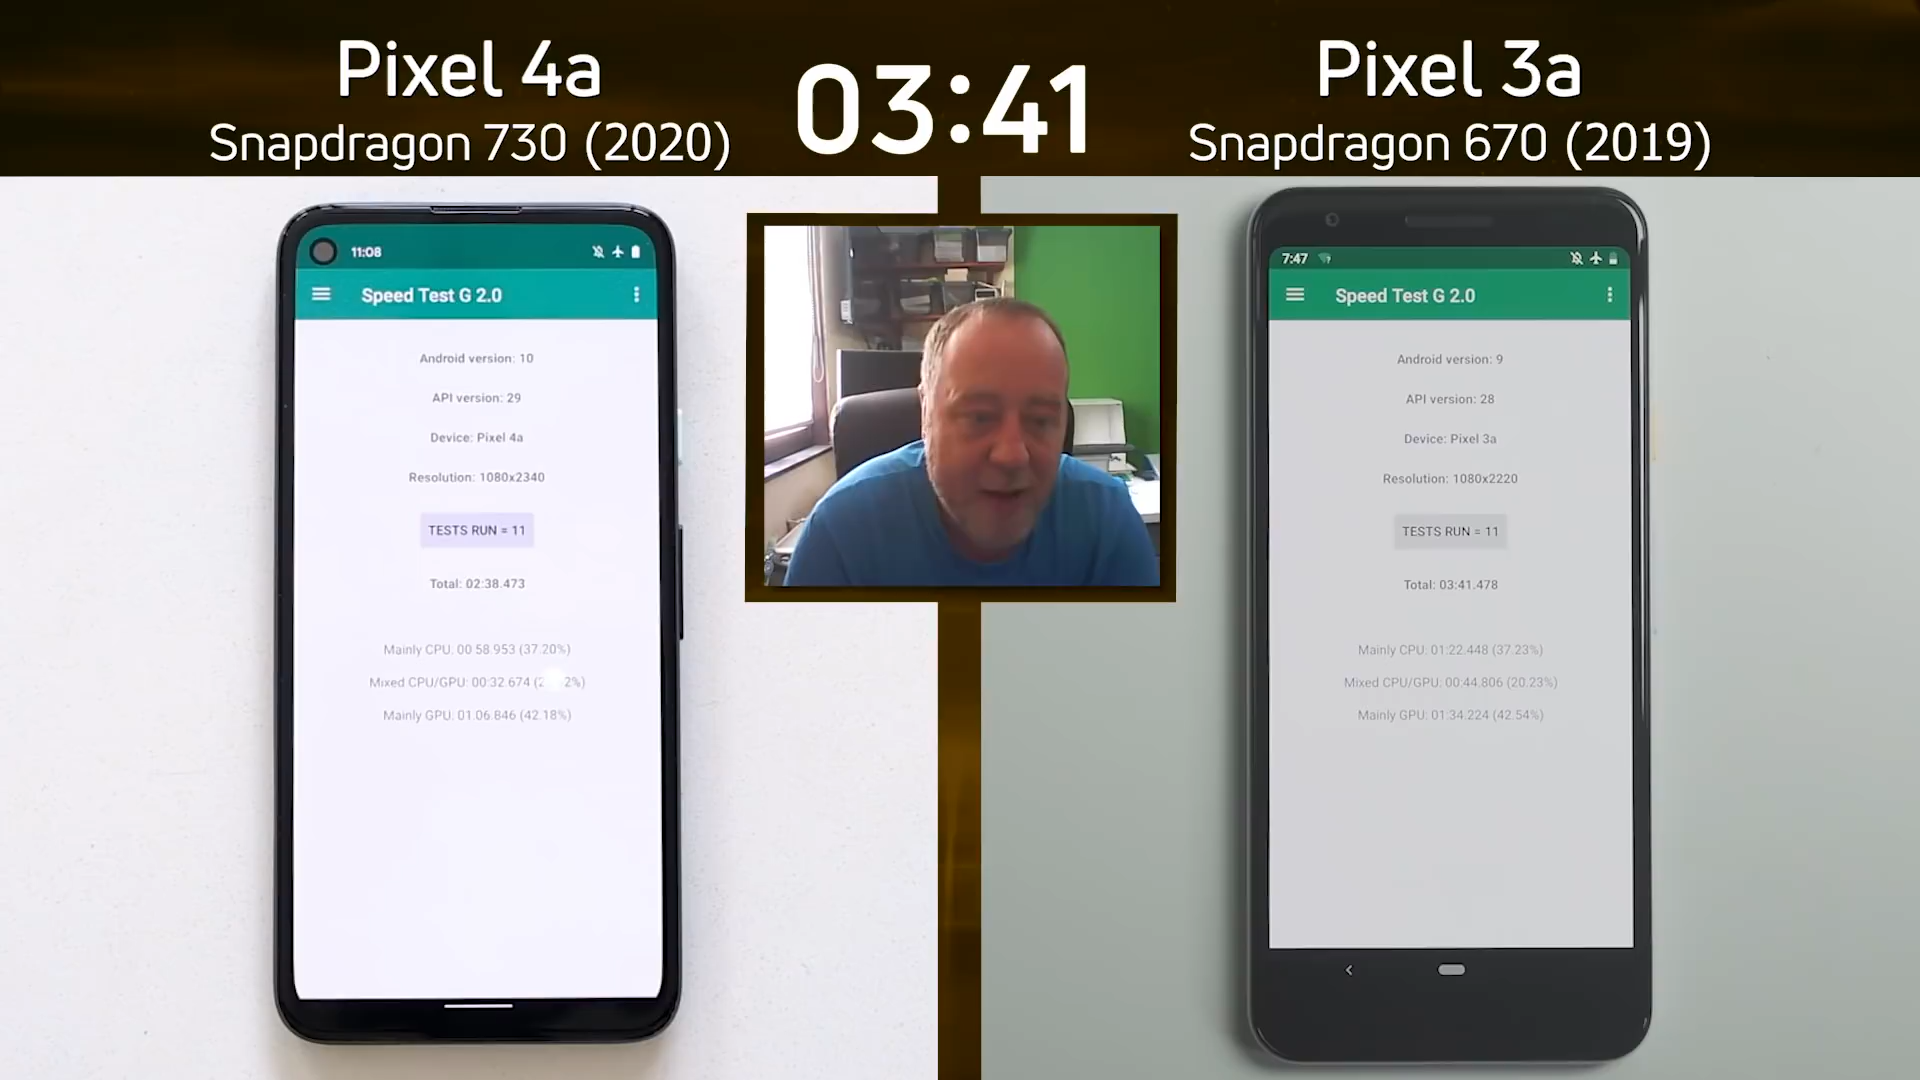 Pixel 4a
Snapdragon 730 (2020)
03:41
Pixel 3a
Snapdragon 670 (2019)
11:08
Speed Test G 2.0
Android version: 10
API version: 29
Device: Pixel 4a
Resolution: 1080x2340
TESTS RUN = 11
Total: 02:38.473
Mainly CPU: 00:58.953 (37.20%)
Mixed CPU/GPU: 00:32.674
Mainly GPU: 01:06.846 (42.18%)
7:47
Speed Test G 2.0
Android version: 9
API version: 28
Device: Pixel 3a
Resolution: 1080x2220
TESTS RUN = 11
Total: 03:41.478
Mainly CPU: 01:22.448 (37.23%)
Mixed CPU/GPU: 00:44.806 (20.23%)
Mainly GPU: 01:34.224 (42.54%)